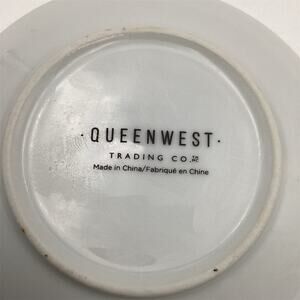 · QUEENWEST ·
TRADING CO.
Made in China/Fabriqué en Chine